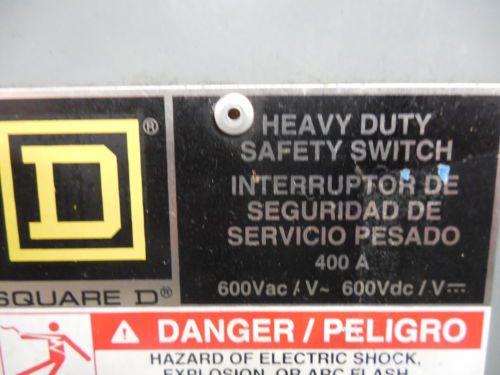 D ®
SQUARE D®
HEAVY DUTY
SAFETY SWITCH
INTERRUPTOR DE
SEGURIDAD DE
SERVICIO PESADO
400 A
600Vac / V~ 600Vdc / V⎓
⚠ DANGER / PELIGRO
HAZARD OF ELECTRIC SHOCK,
EXPLOSION, OR ARC FLASH